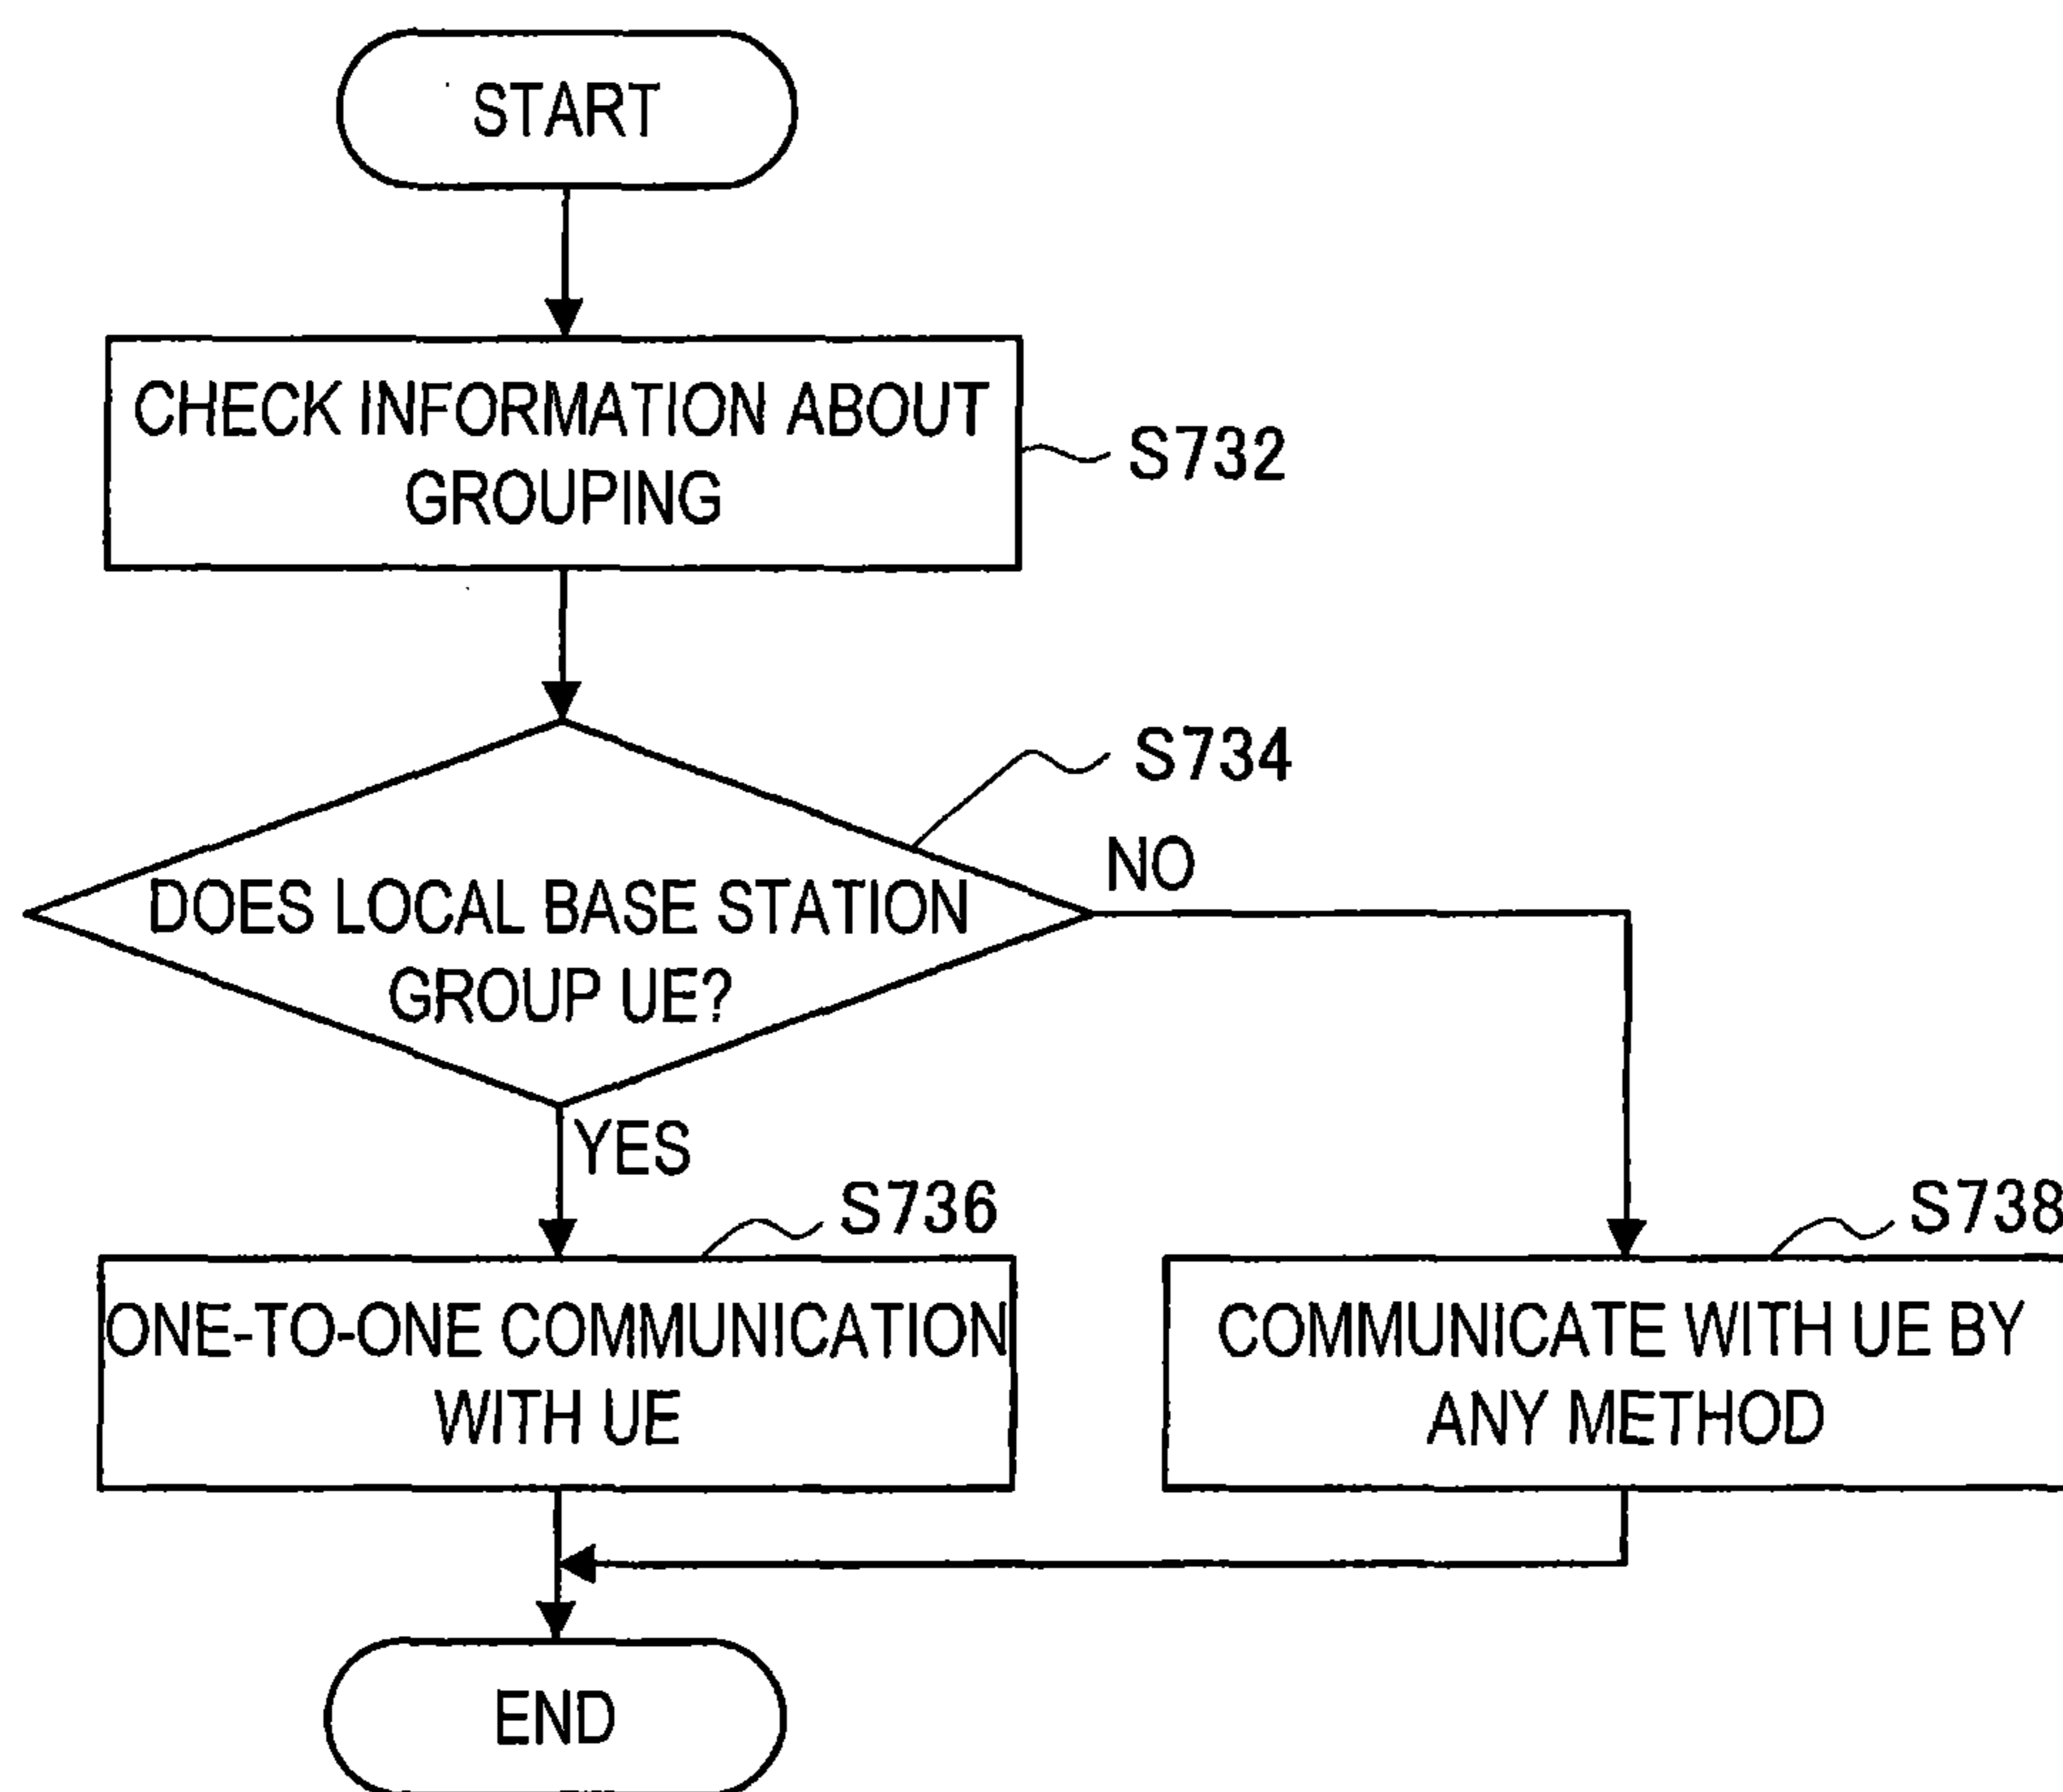 START
CHECK INFORMATION ABOUT
GROUPING
S732
S734
NO
DOES LOCAL BASE STATION
GROUP UE?
YES
S736
S738
ONE-TO-ONE COMMUNICATION
WITH UE
COMMUNICATE WITH UE BY
ANY METHOD
END